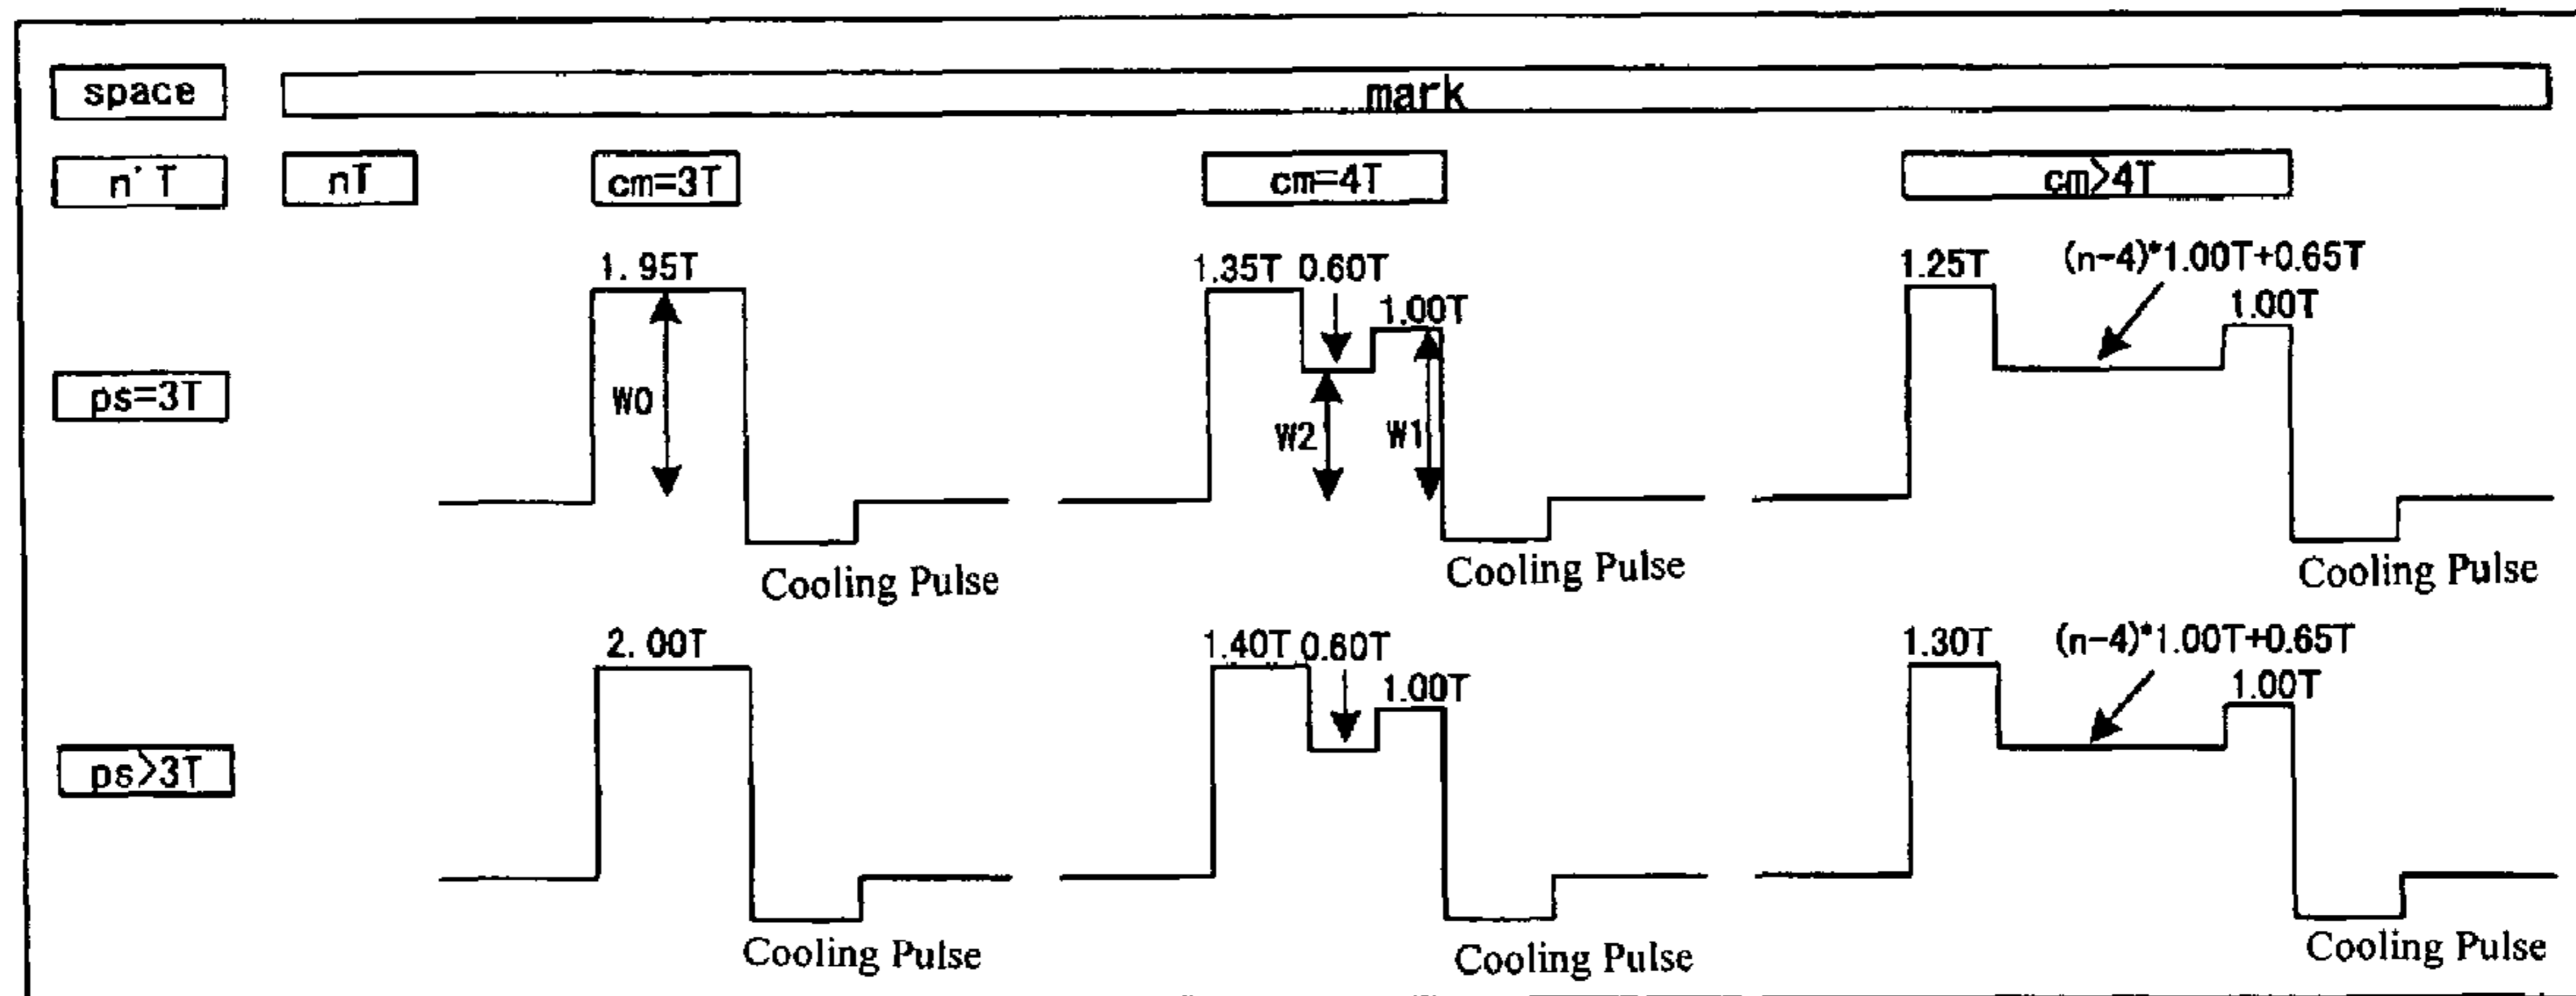 space
mark
n' T
nT
cm=3T
cm=4T
cm>4T
1.95T
1.35T 0.60T
1.00T
1.25T
(n-4)*1.00T+0.65T
1.00T
ps=3T
W0
W2
W1
Cooling Pulse
Cooling Pulse
Cooling Pulse
2.00T
1.40T 0.60T
1.00T
1.30T
(n-4)*1.00T+0.65T
1.00T
ps>3T
Cooling Pulse
Cooling Pulse
Cooling Pulse